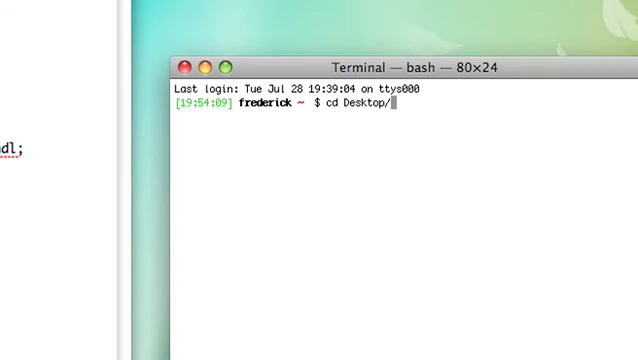 Terminal — bash — 80×24
Last login: Tue Jul 28 19:39:04 on ttys000
[19:54:09] frederick ~ $ cd Desktop/
dl;